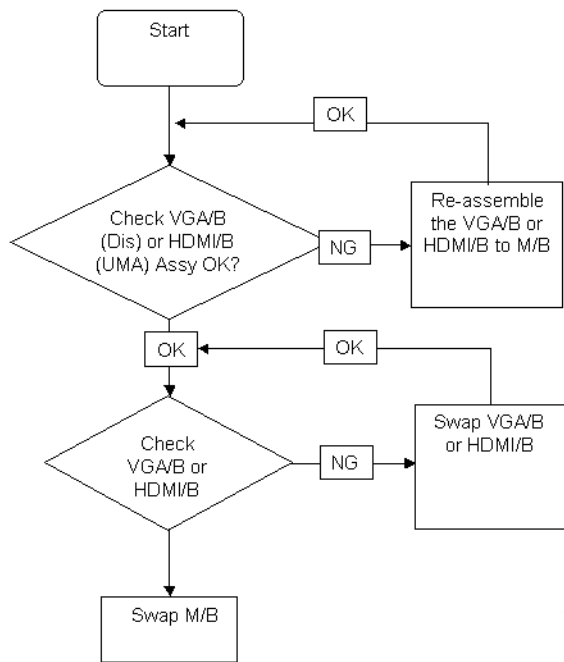 Start
OK
Check VGA/B
(Dis) or HDMI/B
(UMA) Assy OK?
NG
Re-assemble
the VGA/B or
HDMI/B to M/B
OK
OK
Check
VGA/B or
HDMI/B
NG
Swap VGA/B
or HDMI/B
Swap M/B